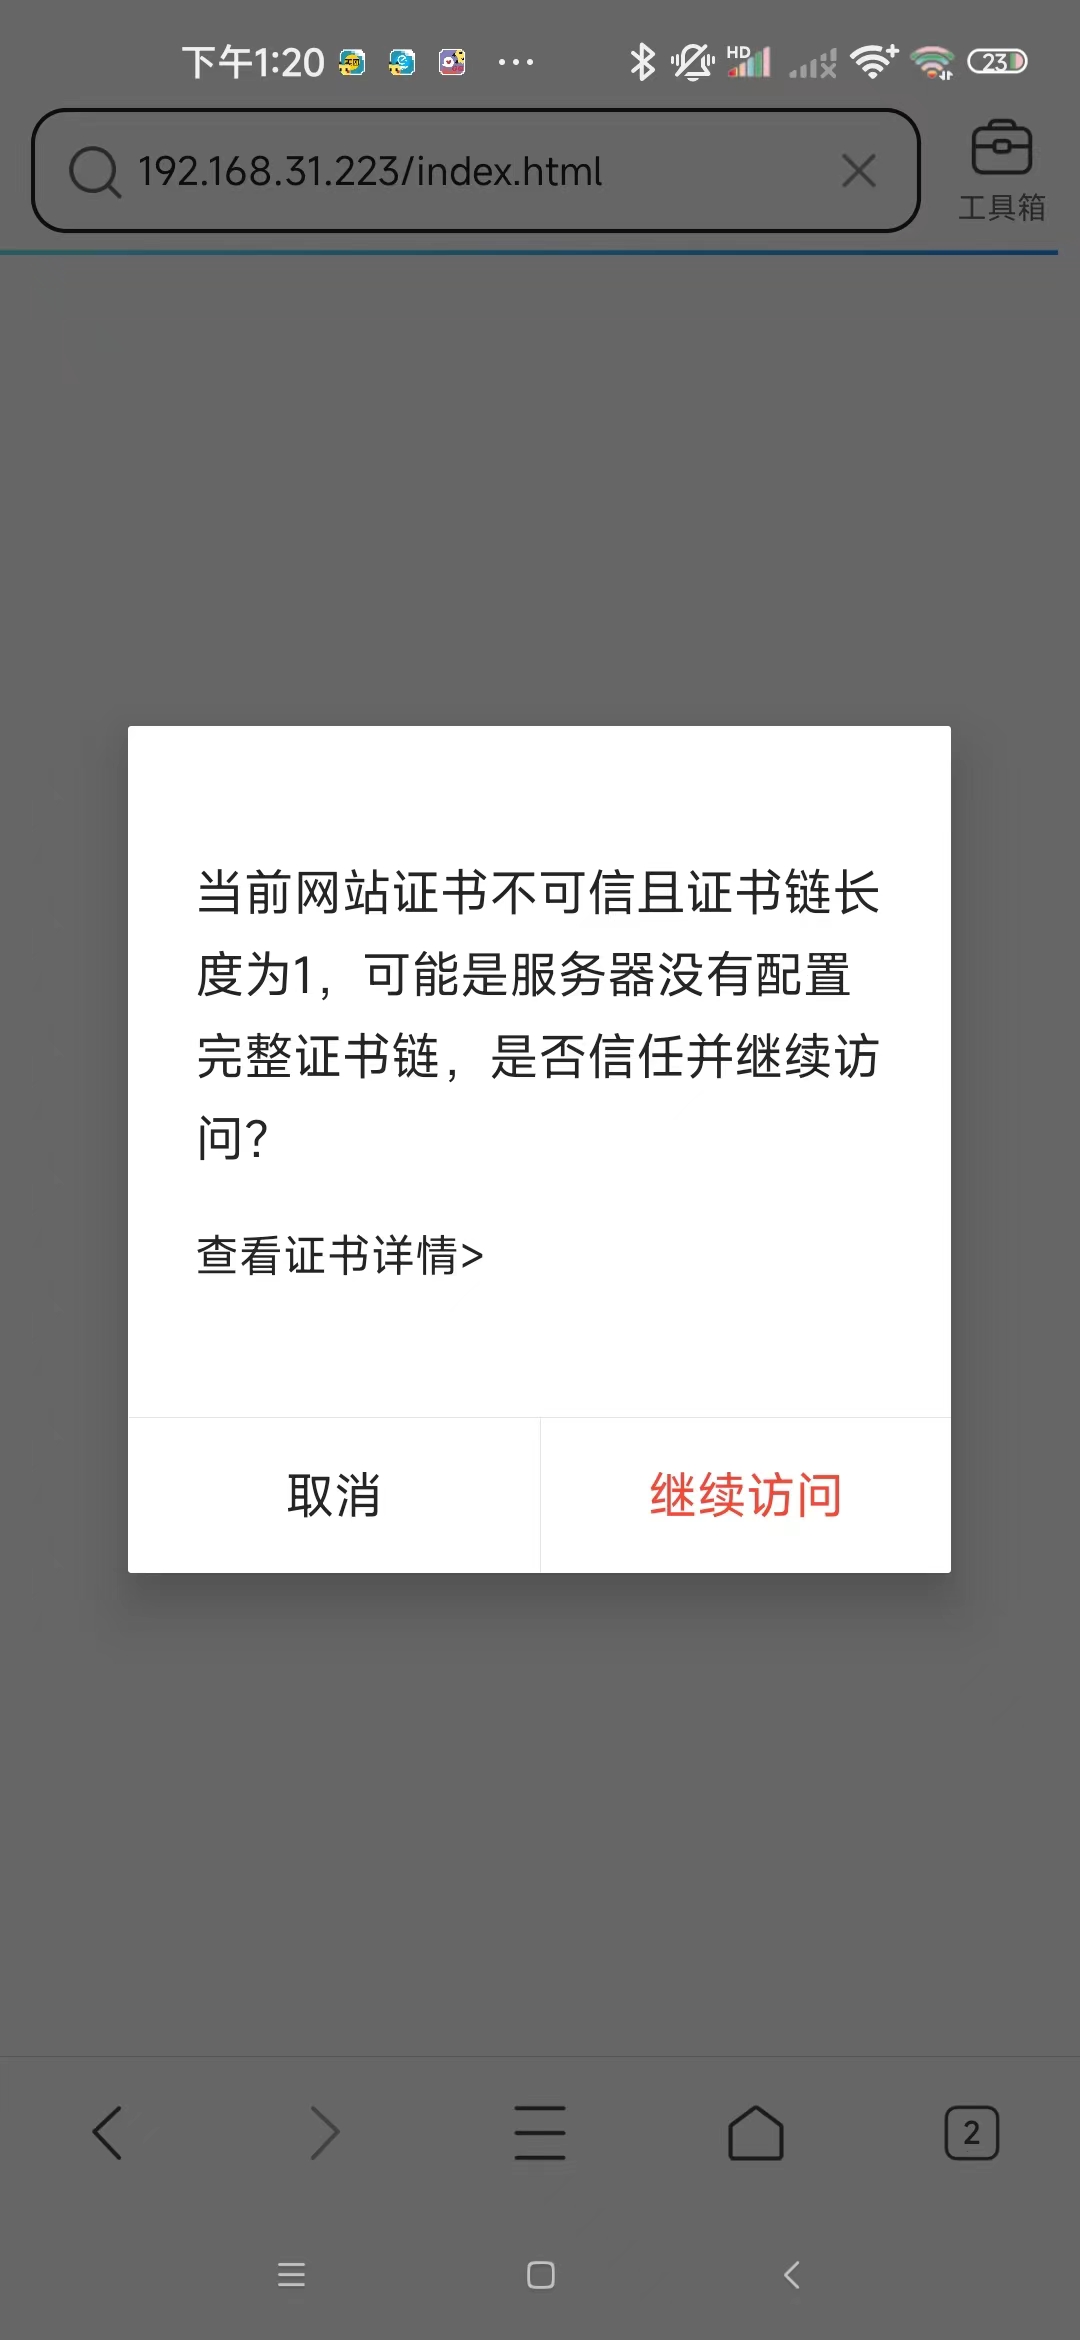 下午1:20
HD
23
192.168.31.223/index.html
工具箱
当前网站证书不可信且证书链长
度为1，可能是服务器没有配置
完整证书链，是否信任并继续访
问?
查看证书详情>
取消
继续访问
2